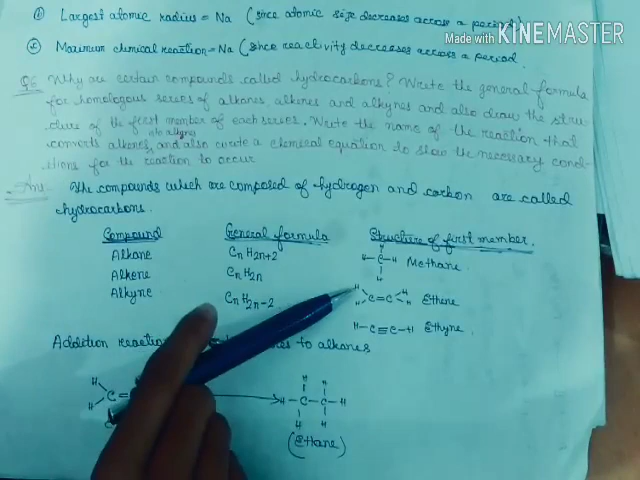 ① Largest atomic radius = Na (since atomic size decreases across a period)
Made with KINEMASTER
② Maximum chemical reaction = Na (since reactivity decreases across a period.
Q6 Why are certain compounds called hydrocarbons? Write the general formula
for homologous series of alkanes, alkenes and alkynes and also draw the stru-
cture of the first member of each series. Write the name of the reaction that
converts alkenes into alkynes and also write a chemical equation to show the necessary cond-
itions for the reaction to occur
Ans: The compounds which are composed of hydrogen and carbon are called
hydrocarbons.
Compound General formula Structure of first member.
Alkane CnH2n+2 H-C-H Methane
H H
Alkene CnH2n H C=C H Ethene
H H
Alkyne CnH2n-2 H-C≡C-H Ethyne.
Addition to alkanes
H H H
H C= H-C-C-H
H H
(Ethane)